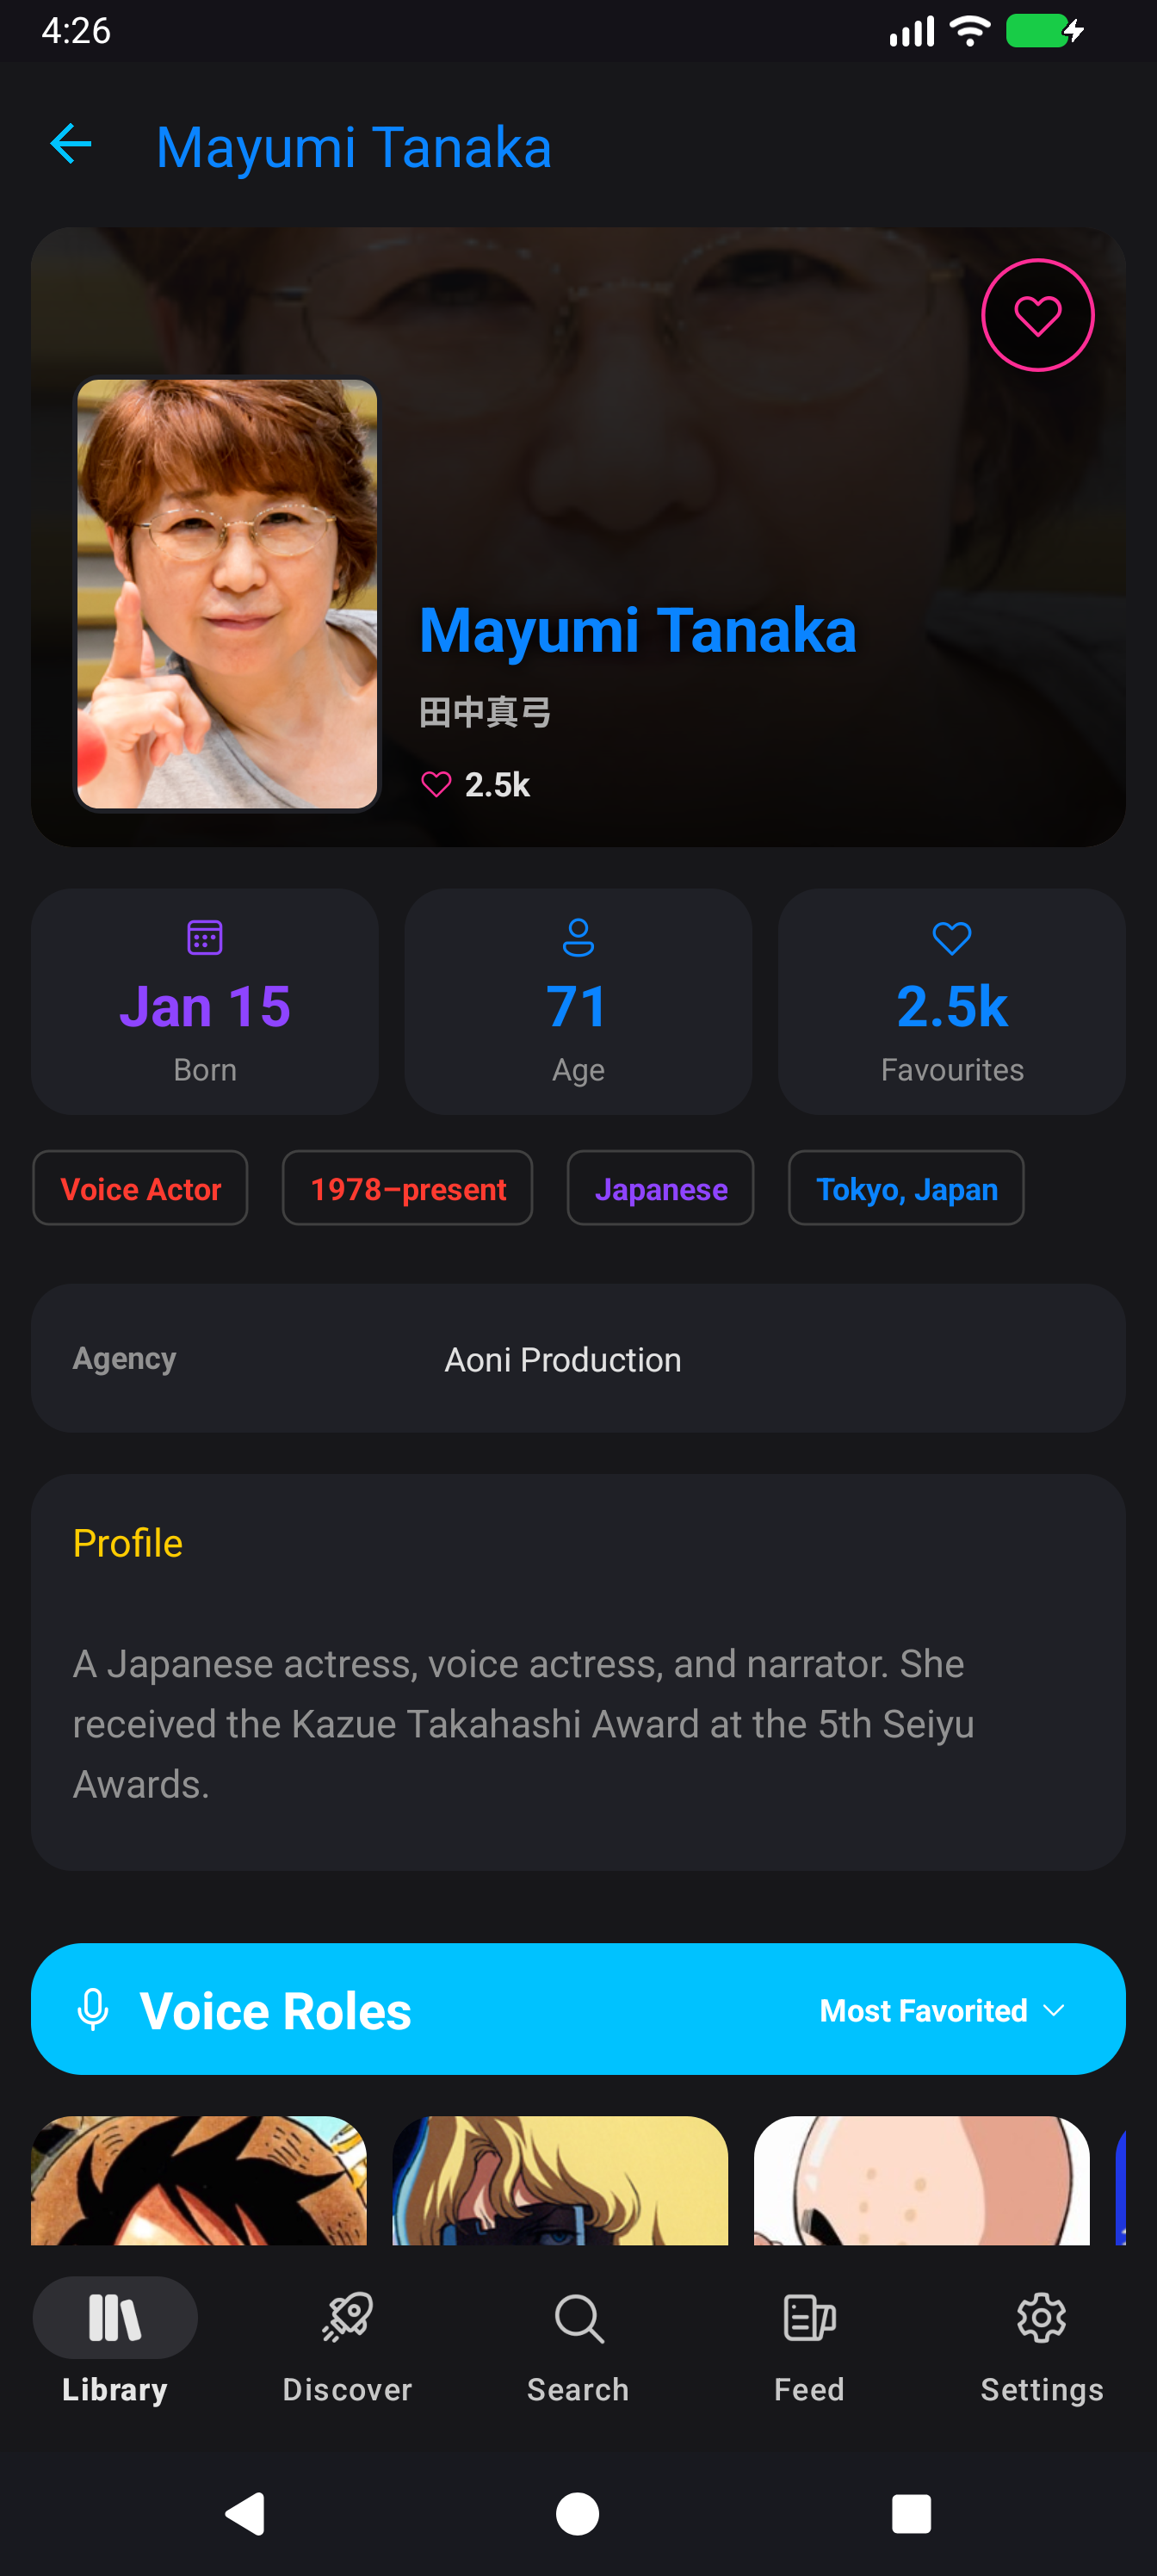 4:26
Mayumi Tanaka
Mayumi Tanaka
田中真弓
2.5k
Jan 15
Born
71
Age
2.5k
Favourites
Voice Actor
1978–present
Japanese
Tokyo, Japan
Agency
Aoni Production
Profile
A Japanese actress, voice actress, and narrator. She
received the Kazue Takahashi Award at the 5th Seiyu
Awards.
Voice Roles
Most Favorited
Library
Discover
Search
Feed
Settings